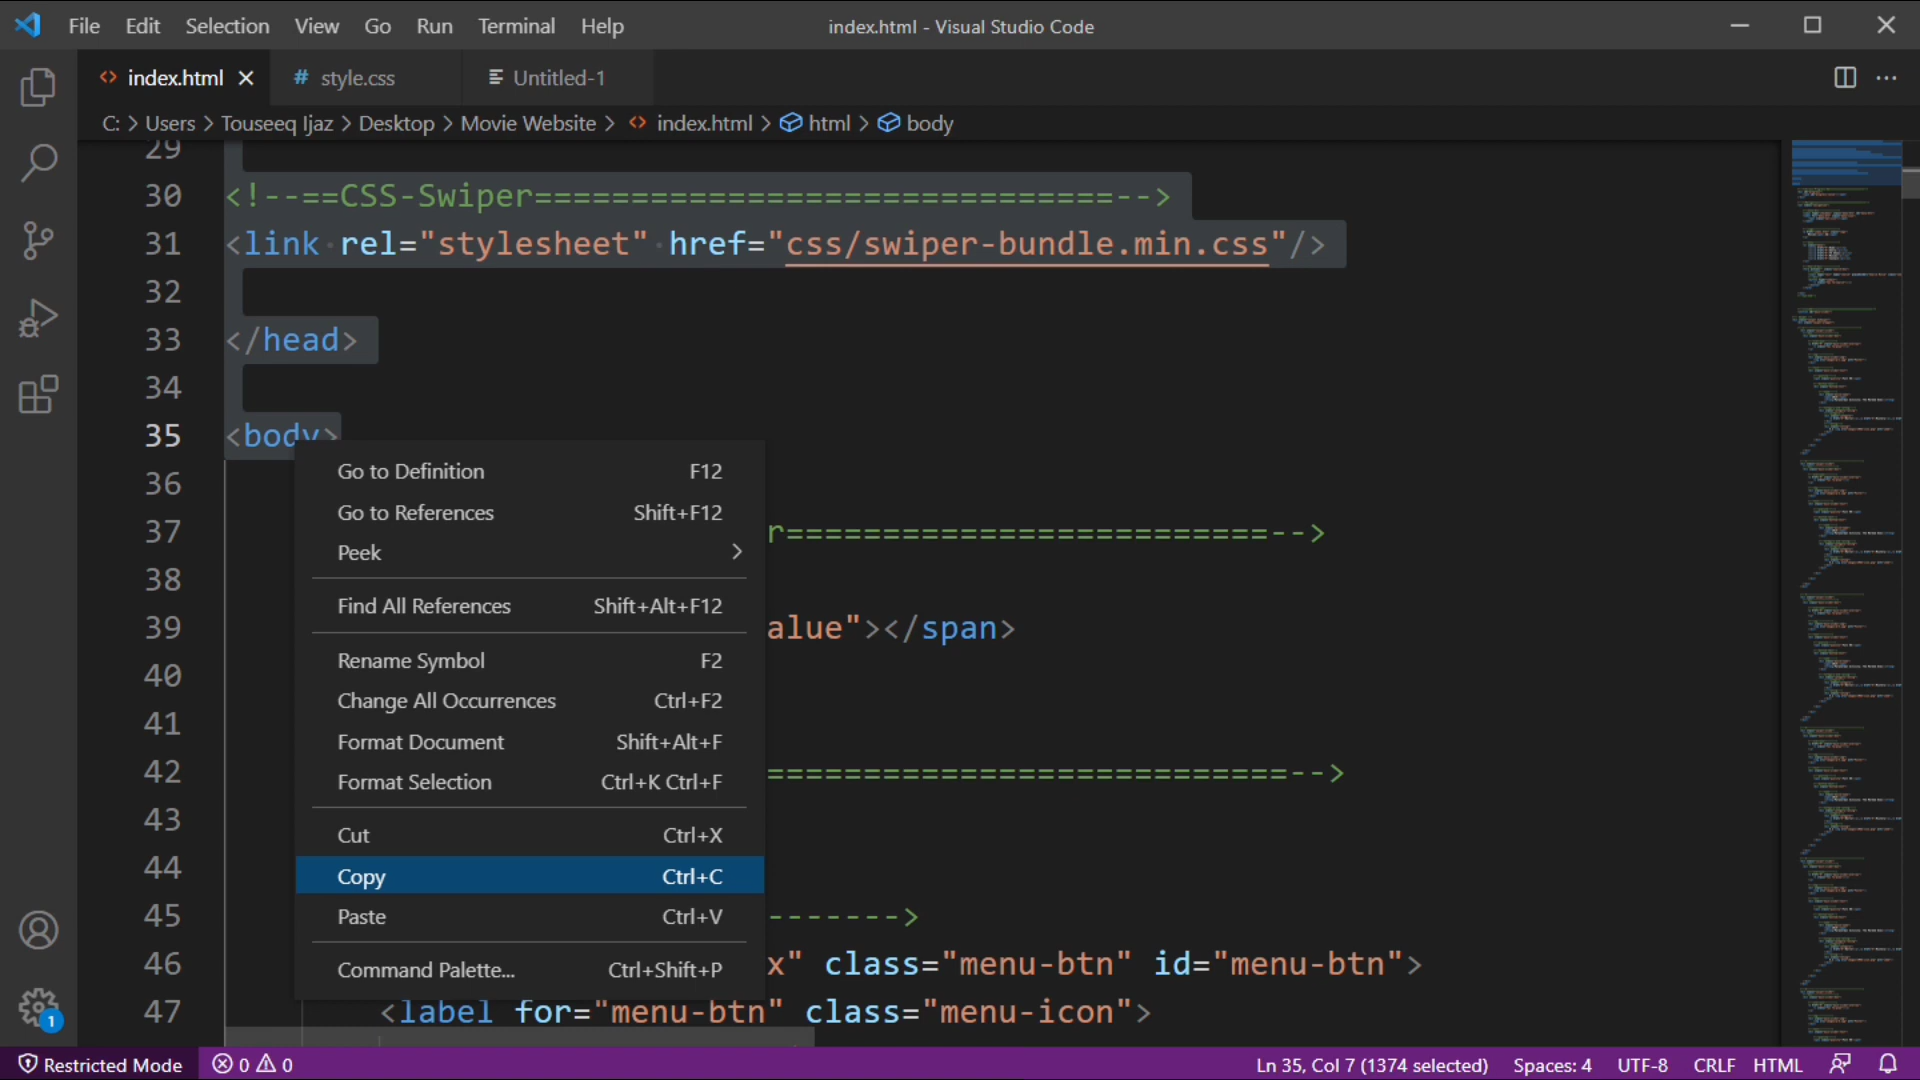 File Edit Selection View Go Run Terminal Help index.html - Visual Studio Code
index.html style.css Untitled-1
C: > Users > Touseeq Ijaz > Desktop > Movie Website > index.html > html > body
29
30 <!--==CSS-Swiper==============================-->
31 <link rel="stylesheet" href="css/swiper-bundle.min.css"/>
32
33 </head>
34
35 <body>
36
37 r=========================-->
38
39 alue"></span>
40
41
42 ===========================-->
43
44
45 ------->
46 x" class="menu-btn" id="menu-btn">
47 <label for="menu-btn" class="menu-icon">
Go to Definition F12
Go to References Shift+F12
Peek
Find All References Shift+Alt+F12
Rename Symbol F2
Change All Occurrences Ctrl+F2
Format Document Shift+Alt+F
Format Selection Ctrl+K Ctrl+F
Cut Ctrl+X
Copy Ctrl+C
Paste Ctrl+V
Command Palette... Ctrl+Shift+P
1
Restricted Mode 0 0 Ln 35, Col 7 (1374 selected) Spaces: 4 UTF-8 CRLF HTML